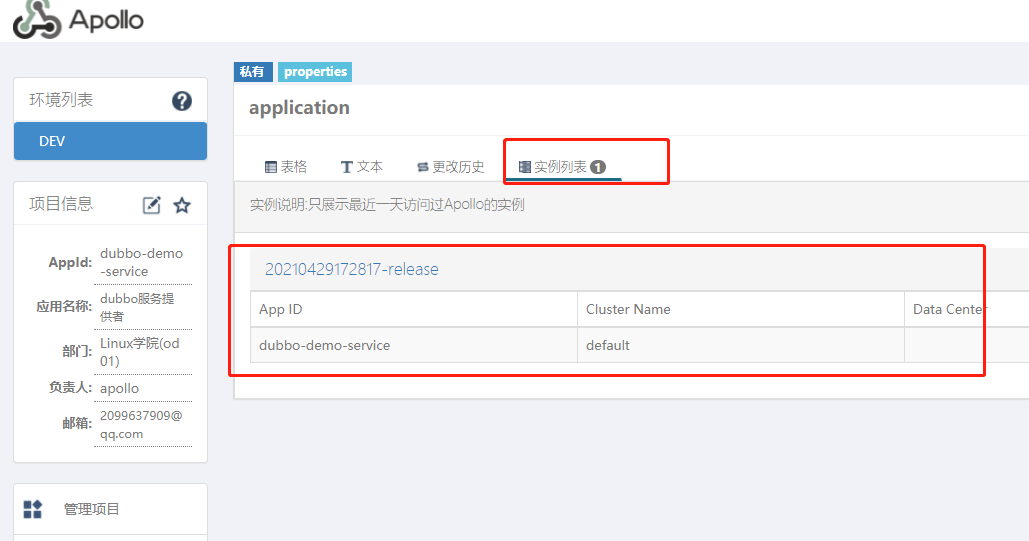 Apollo
环境列表
DEV
项目信息
AppId:
dubbo-demo
-service
应用名称:
dubbo服务提
供者
部门:
Linux学院(od
01)
负责人:
apollo
邮箱:
2099637909@
qq.com
管理项目
私有 properties
application
表格 文本 更改历史 实例列表 1
实例说明:只展示最近一天访问过Apollo的实例
20210429172817-release
App ID Cluster Name Data Center
dubbo-demo-service default